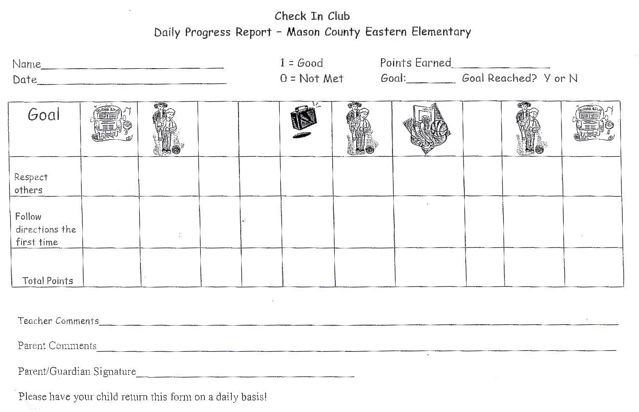 Check In Club
Daily Progress Report – Mason County Eastern Elementary
Name 1 = Good Points Earned
Date 0 = Not Met Goal: Goal Reached? Y or N
Goal
Respect
others
Follow
directions the
first time
Total Points
Teacher Comments
Parent Comments
Parent/Guardian Signature
Please have your child return this form on a daily basis!